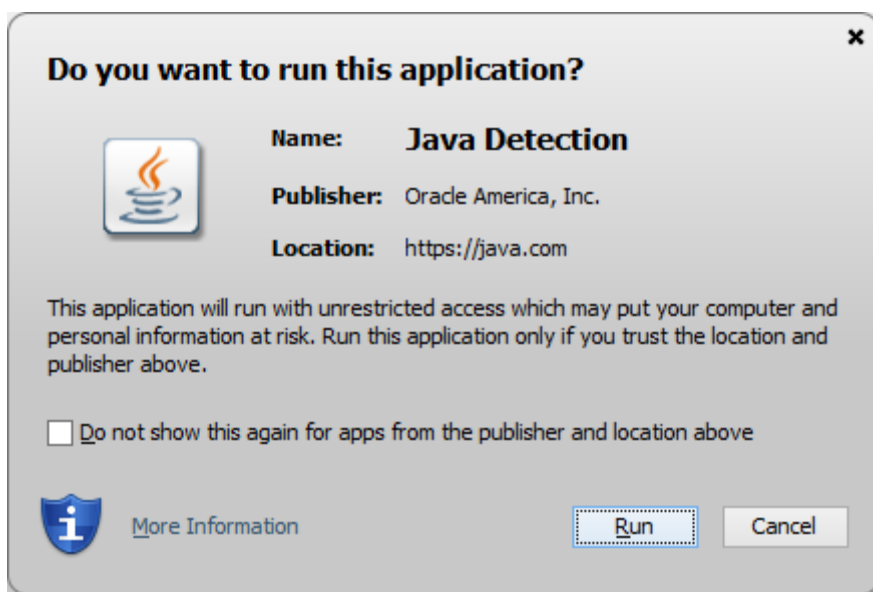 Do you want to run this application?
Name: Java Detection
Publisher: Oracle America, Inc.
Location: https://java.com
This application will run with unrestricted access which may put your computer and
personal information at risk. Run this application only if you trust the location and
publisher above.
Do not show this again for apps from the publisher and location above
More Information
Run
Cancel